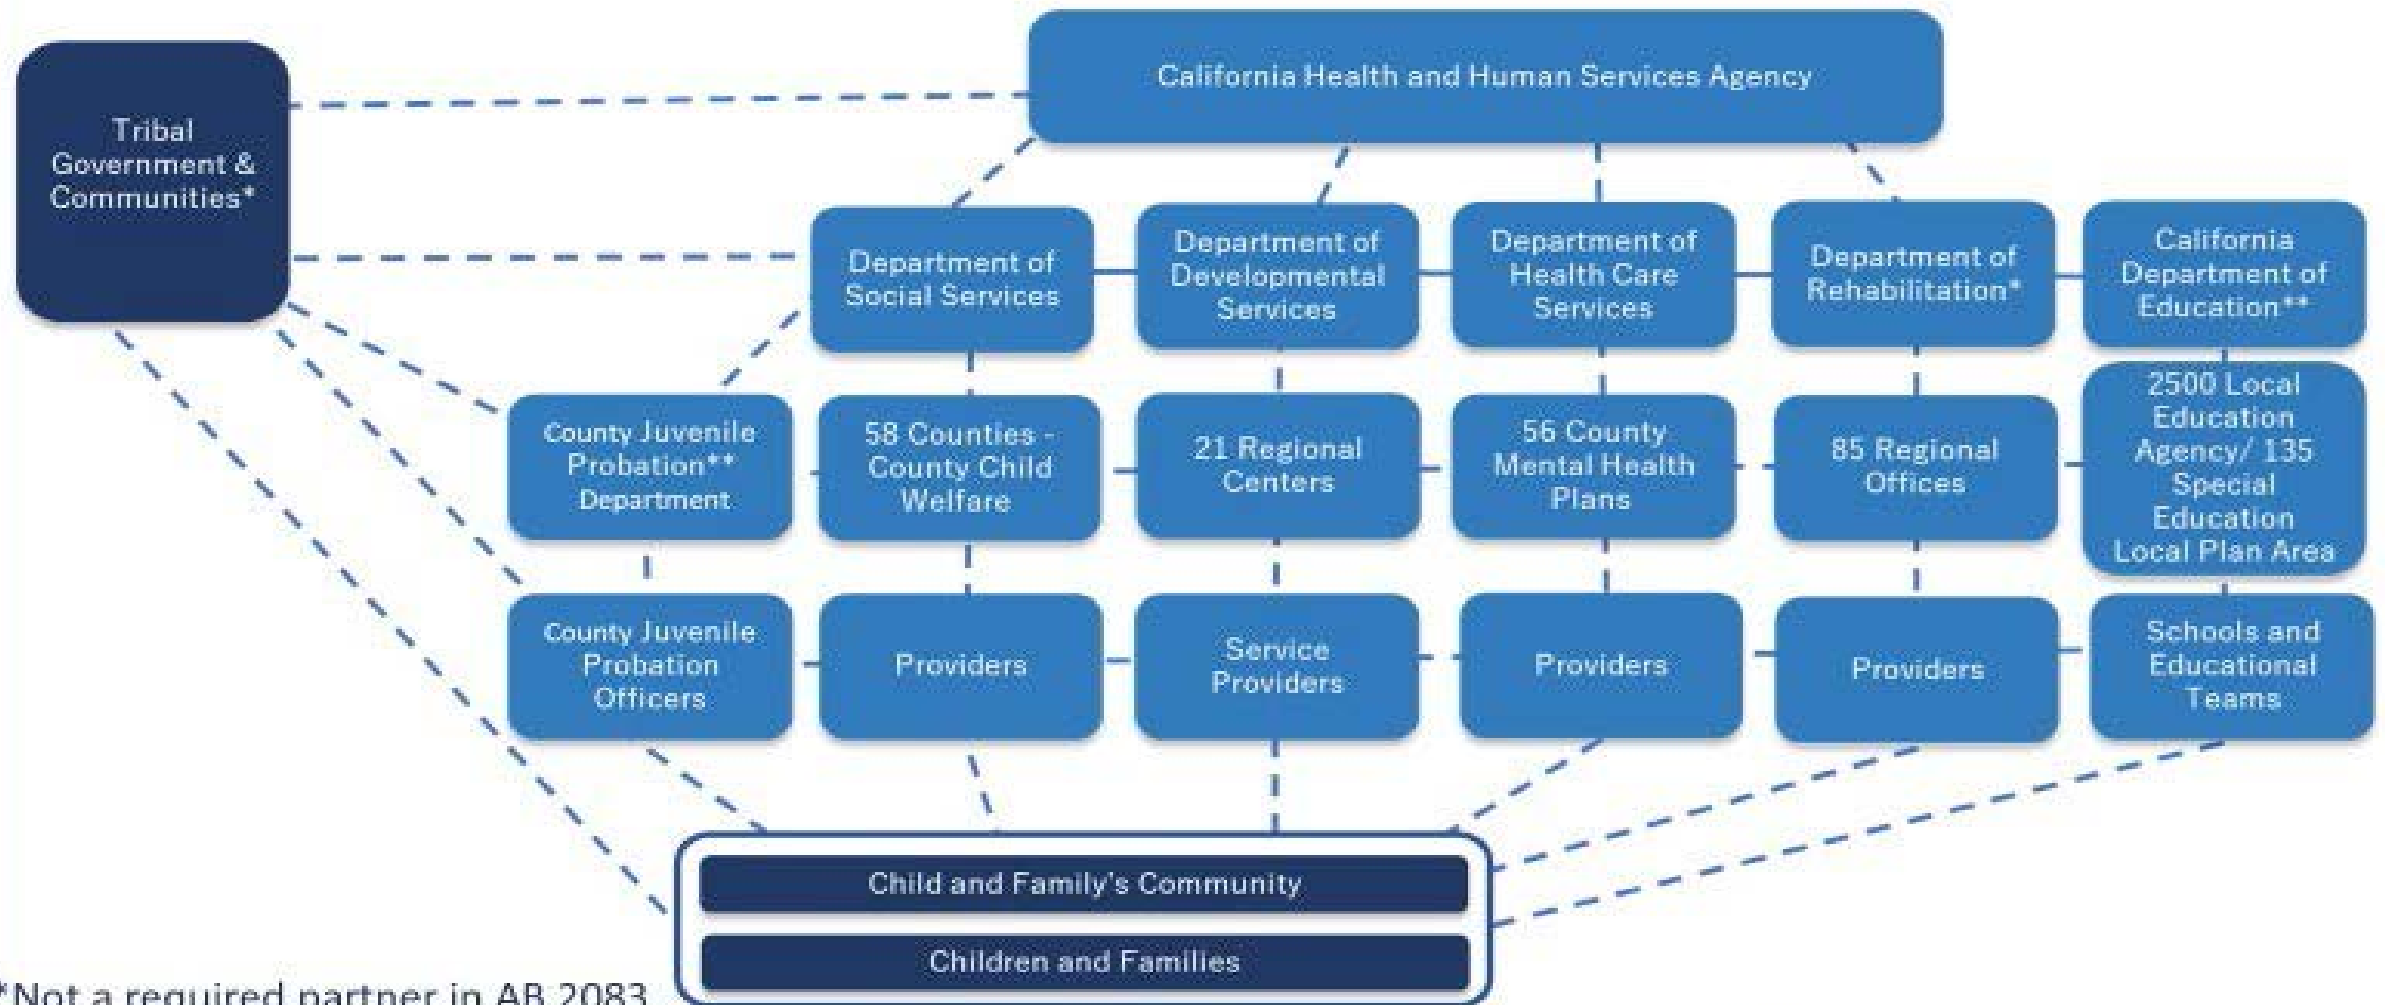 California Health and Human Services Agency
Tribal
Government &
Communities*
Department of
Social Services
Department of
Developmental
Services
Department of
Health Care
Services
Department of
Rehabilitation*
California
Department of
Education**
County Juvenile
Probation**
Department
58 Counties -
County Child
Welfare
21 Regional
Centers
56 County
Mental Health
Plans
85 Regional
Offices
2500 Local
Education
Agency/ 135
Special
Education
Local Plan Area
County Juvenile
Probation
Officers
Providers
Service
Providers
Providers
Providers
Schools and
Educational
Teams
Child and Family's Community
Children and Families
*Not a required partner in AB 2083